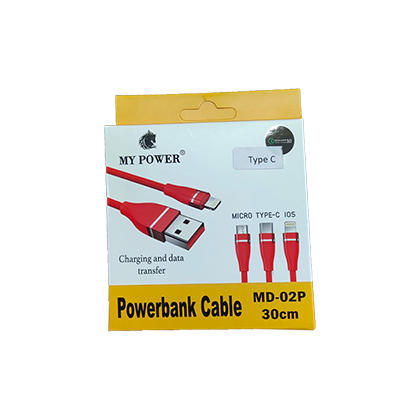 MY POWER
Type C
MICRO TYPE-C IOS
Charging and data
transfer
Powerbank Cable
MD-02P
30cm